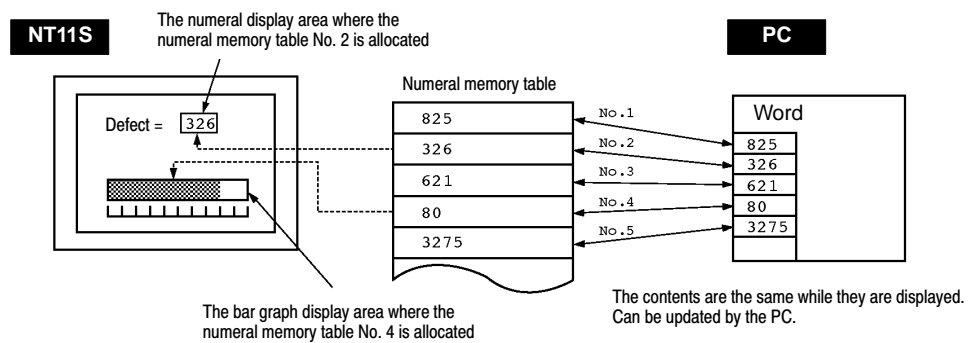 The numeral display area where the
numeral memory table No. 2 is allocated
NT11S
PC
Numeral memory table
Defect = 326
825
326
621
80
3275
No.1
No.2
No.3
No.4
No.5
Word
825
326
621
80
3275
The bar graph display area where the
numeral memory table No. 4 is allocated
The contents are the same while they are displayed.
Can be updated by the PC.